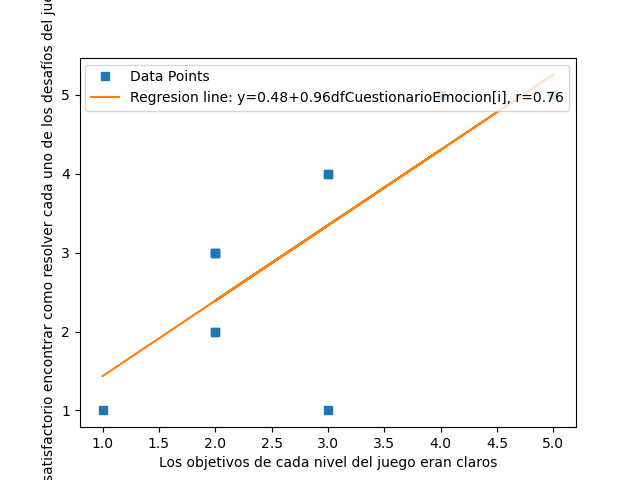 satisfactorio encontrar como resolver cada uno de los desafíos del
Data Points
Regresion line: y=0.48+0.96dfCuestionarioEmocion[i], r=0.76
5
4
3
2
1
1.0 1.5 2.0 2.5 3.0 3.5 4.0 4.5 5.0
Los objetivos de cada nivel del juego eran claros